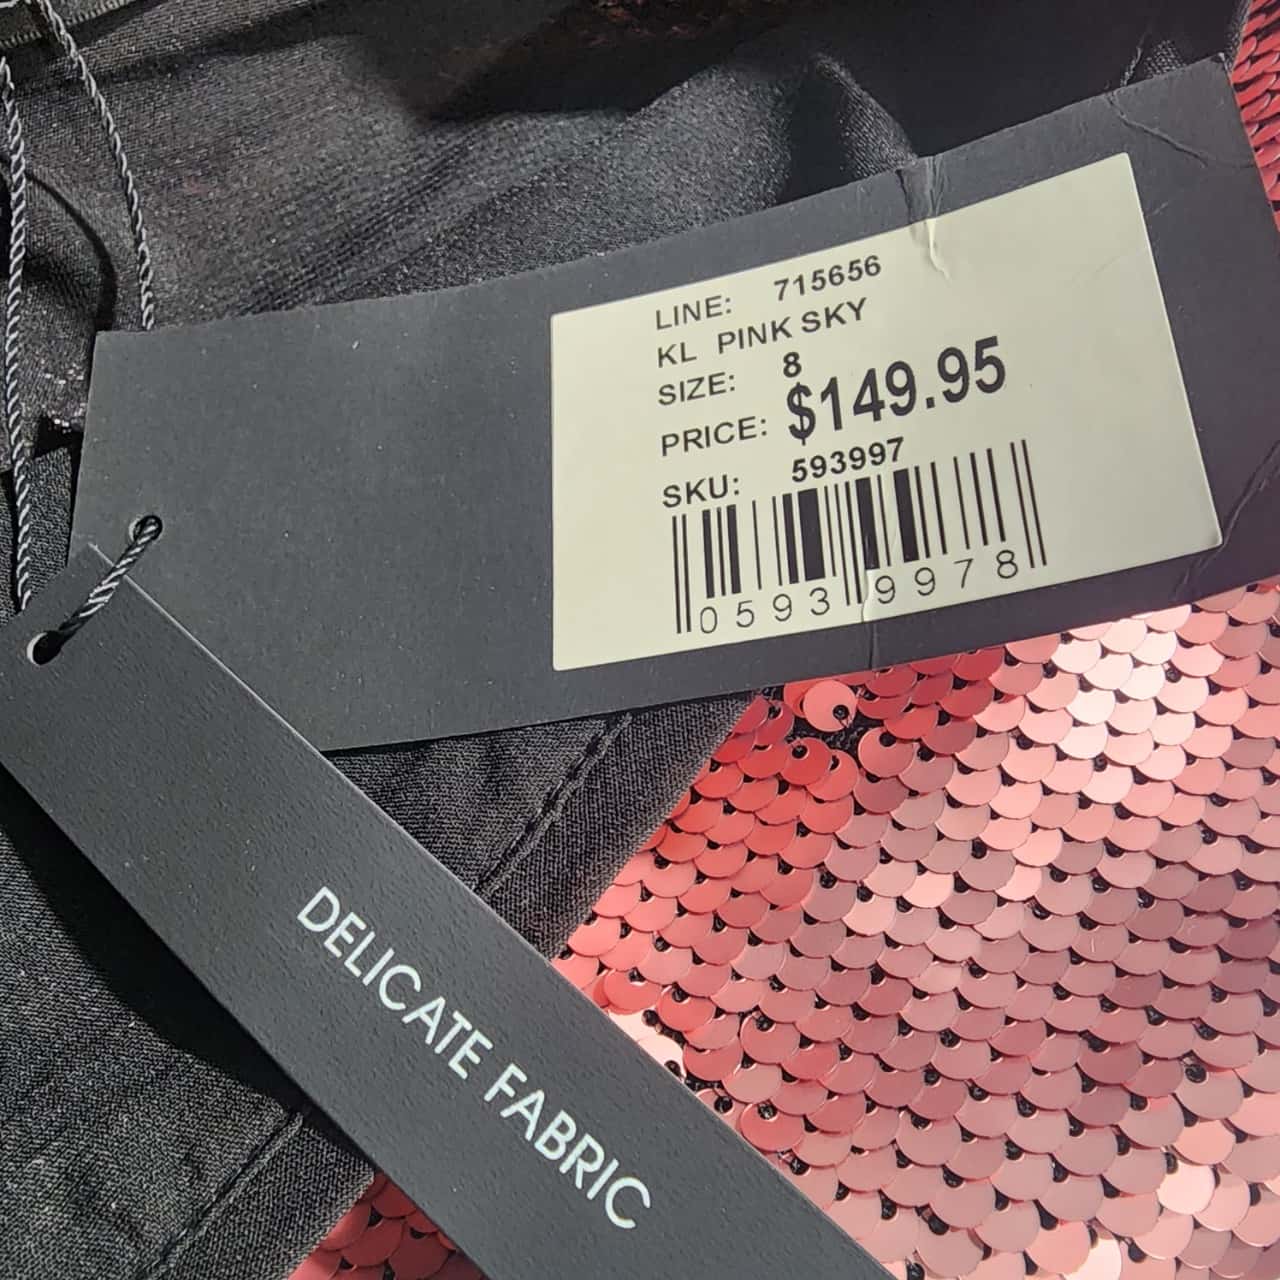 LINE: 715656
KL PINK SKY
SIZE: 8
PRICE: $149.95
SKU: 593997
0593 9978
DELICATE FABRIC